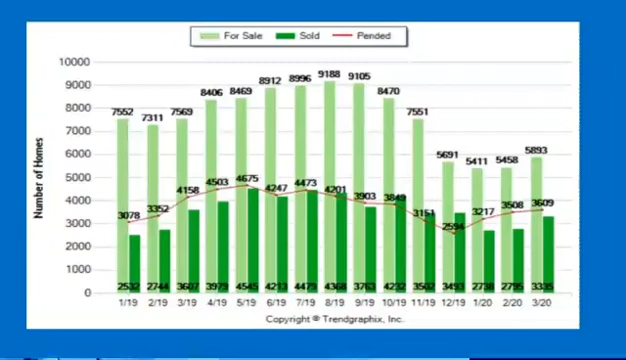 For Sale Sold Pended
Number of Homes
10000
9000
8000
7000
6000
5000
4000
3000
2000
1000
0
7552 7311 7569 8406 8469 8912 8996 9188 9105 8470 7551 5691 5411 5458 5893
3078 3352 4158 4503 4675 4247 4473 4201 3903 3849 3151 2594 3217 3508 3609
2532 2744 3607 3979 4545 4213 4479 4368 3763 4232 3502 3493 2738 2795 3335
1/19 2/19 3/19 4/19 5/19 6/19 7/19 8/19 9/19 10/19 11/19 12/19 1/20 2/20 3/20
Copyright ® Trendgraphix, Inc.